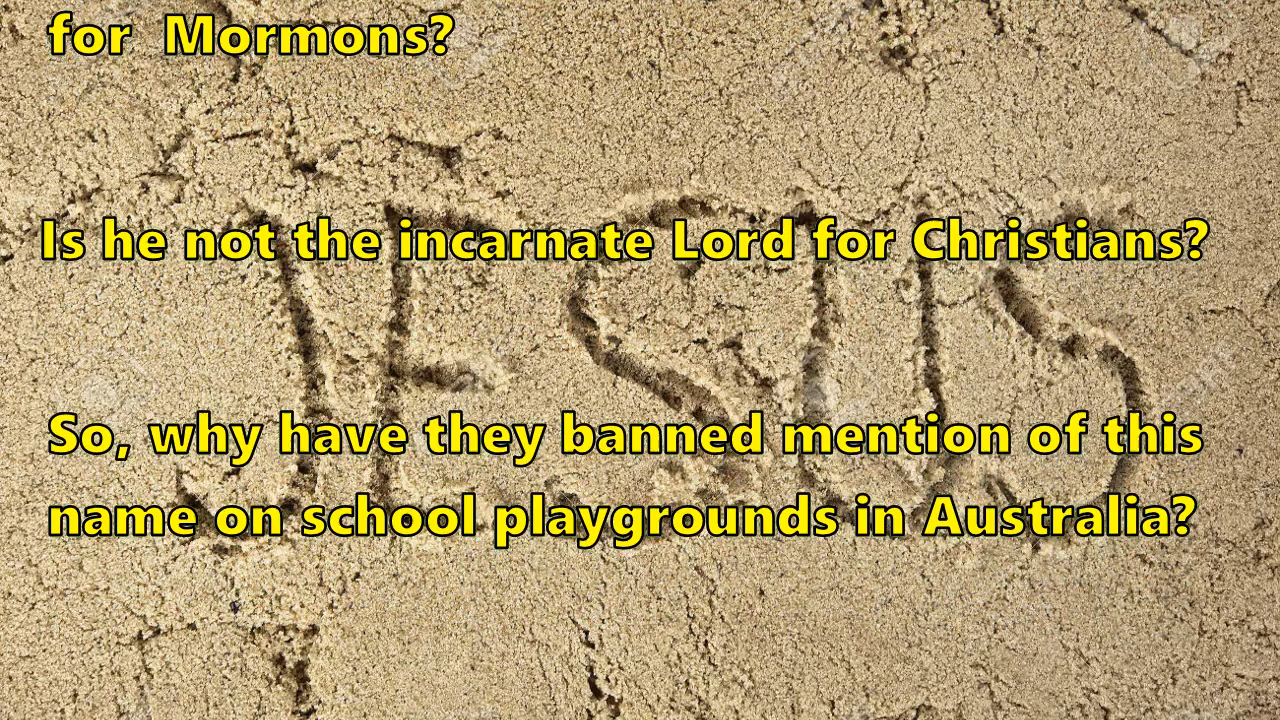 for Mormons?
Is he not the incarnate Lord for Christians?
JESUS
So, why have they banned mention of this
name on school playgrounds in Australia?